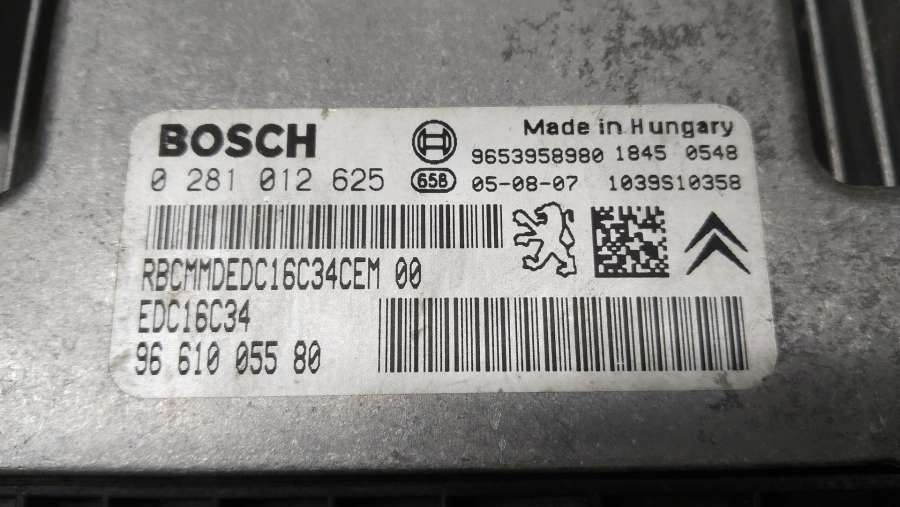 BOSCH
Made in Hungary
9653958980 1845 0548
0 281 012 625
65B 05-08-07 1039S10358
RBCMMDEDC16C34CEM 00
EDC16C34
96 610 055 80